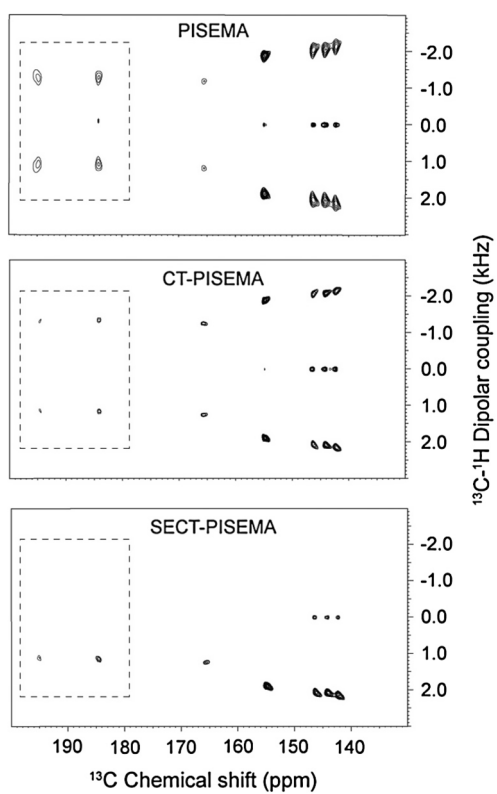 PISEMA
-2.0
-1.0
0.0
1.0
2.0
CT-PISEMA
-2.0
-1.0
0.0
1.0
2.0
SECT-PISEMA
-2.0
-1.0
0.0
1.0
2.0
¹³C-¹H Dipolar coupling (kHz)
190 180 170 160 150 140
¹³C Chemical shift (ppm)